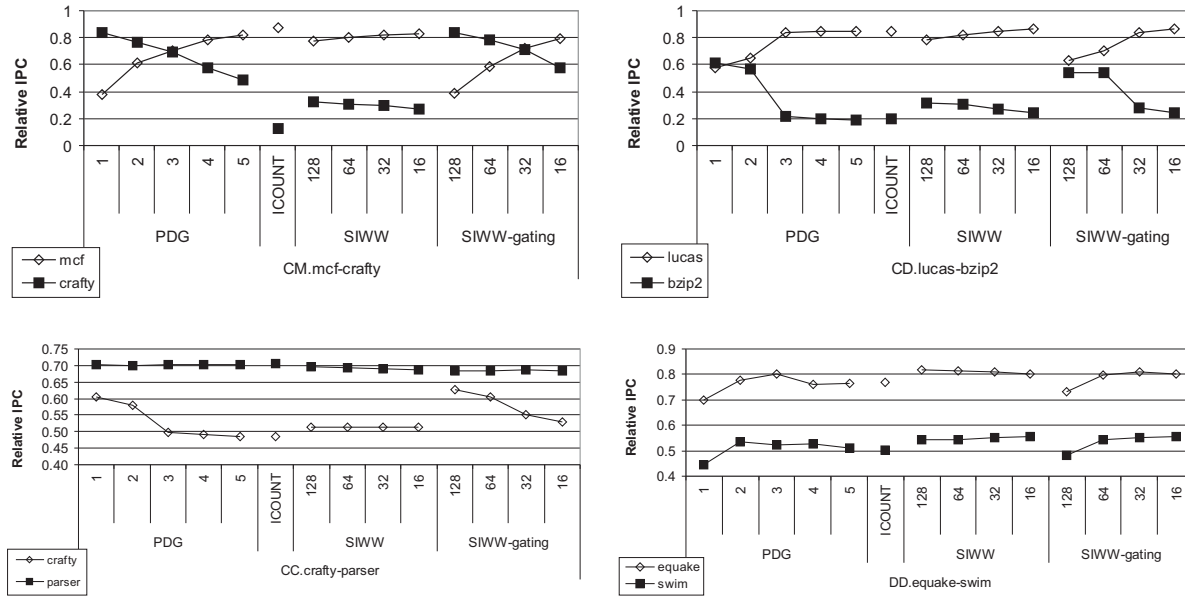 Relative IPC
1
0.8
0.6
0.4
0.2
0
1 2 3 4 5 ICOUNT 128 64 32 16 128 64 32 16
PDG SIWW SIWW-gating
mcf
crafty
CM.mcf-crafty
Relative IPC
1
0.8
0.6
0.4
0.2
0
1 2 3 4 5 ICOUNT 128 64 32 16 128 64 32 16
PDG SIWW SIWW-gating
lucas
bzip2
CD.lucas-bzip2
Relative IPC
0.75
0.70
0.65
0.60
0.55
0.50
0.45
0.40
1 2 3 4 5 ICOUNT 128 64 32 16 128 64 32 16
PDG SIWW SIWW-gating
crafty
parser
CC.crafty-parser
Relative IPC
0.9
0.8
0.7
0.6
0.5
0.4
1 2 3 4 5 ICOUNT 128 64 32 16 128 64 32 16
PDG SIWW SIWW-gating
equake
swim
DD.equake-swim